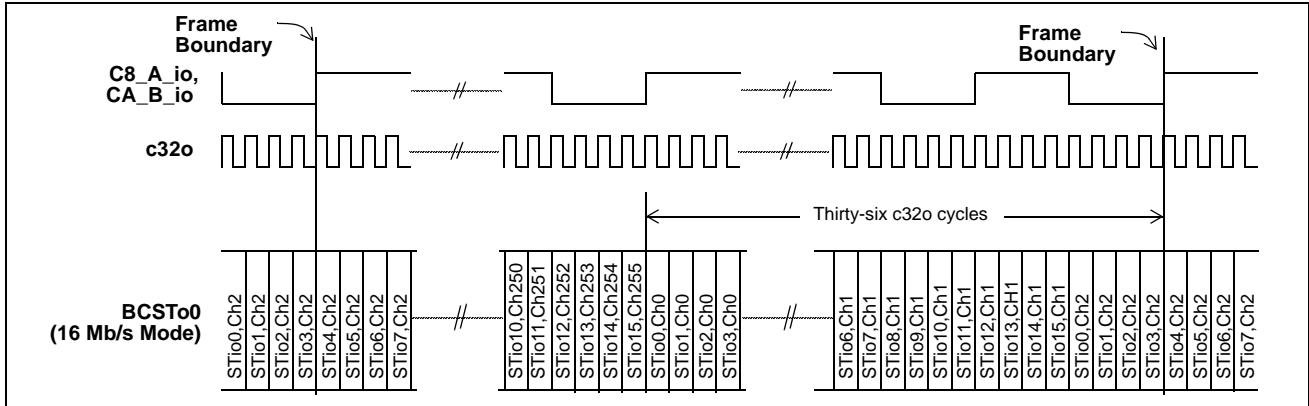 Frame
Boundary
Frame
Boundary
C8_A_io,
CA_B_io
c32o
Thirty-six c32o cycles
BCSTo0
(16 Mb/s Mode)
STio0,Ch2
STio1,Ch2
STio2,Ch2
STio3,Ch2
STio4,Ch2
STio5,Ch2
STio6,Ch2
STio7,Ch2
STio10,Ch250
STio11,Ch251
STio12,Ch252
STio13,Ch253
STio14,Ch254
STio15,Ch255
STio0,Ch0
STio1,Ch0
STio2,Ch0
STio3,Ch0
STio6,Ch1
STio7,Ch1
STio8,Ch1
STio9,Ch1
STio10,Ch1
STio11,Ch1
STio12,Ch1
STio13,CH1
STio14,Ch1
STio0,Ch2
STio1,Ch2
STio2,Ch2
STio3,Ch2
STio4,Ch2
STio5,Ch2
STio6,Ch2
STio7,Ch2